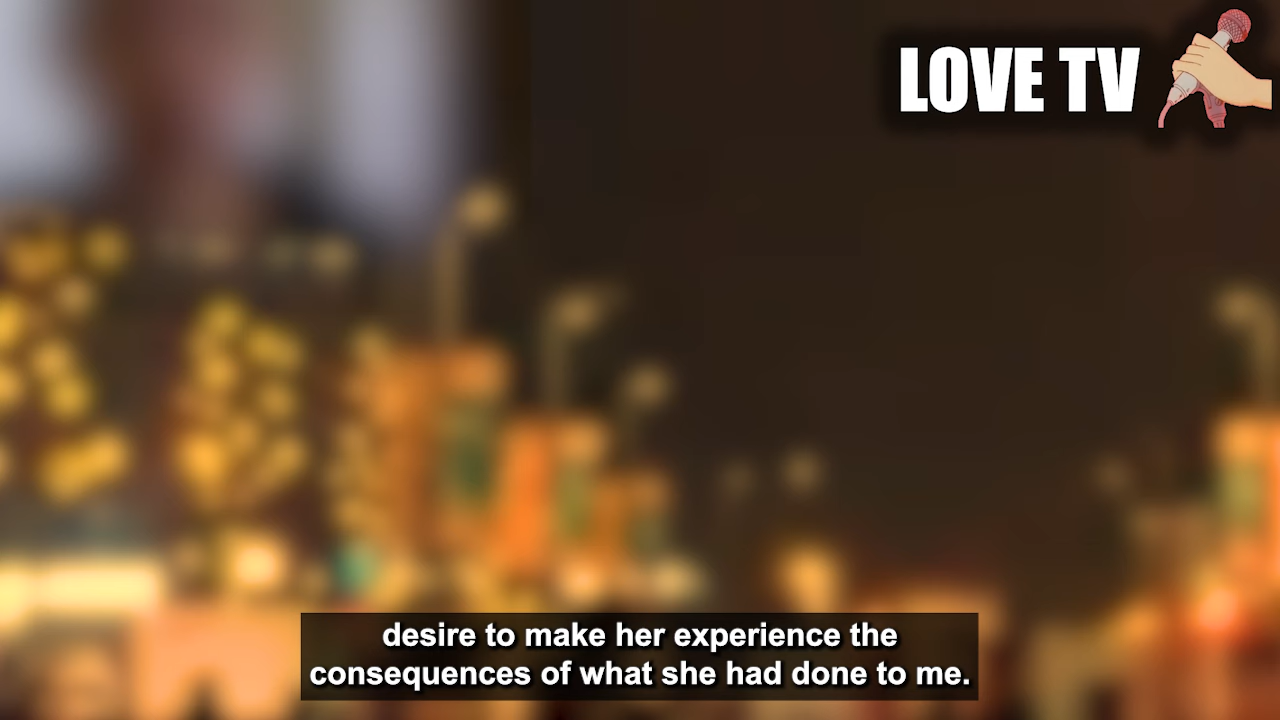 LOVE TV
desire to make her experience the
consequences of what she had done to me.